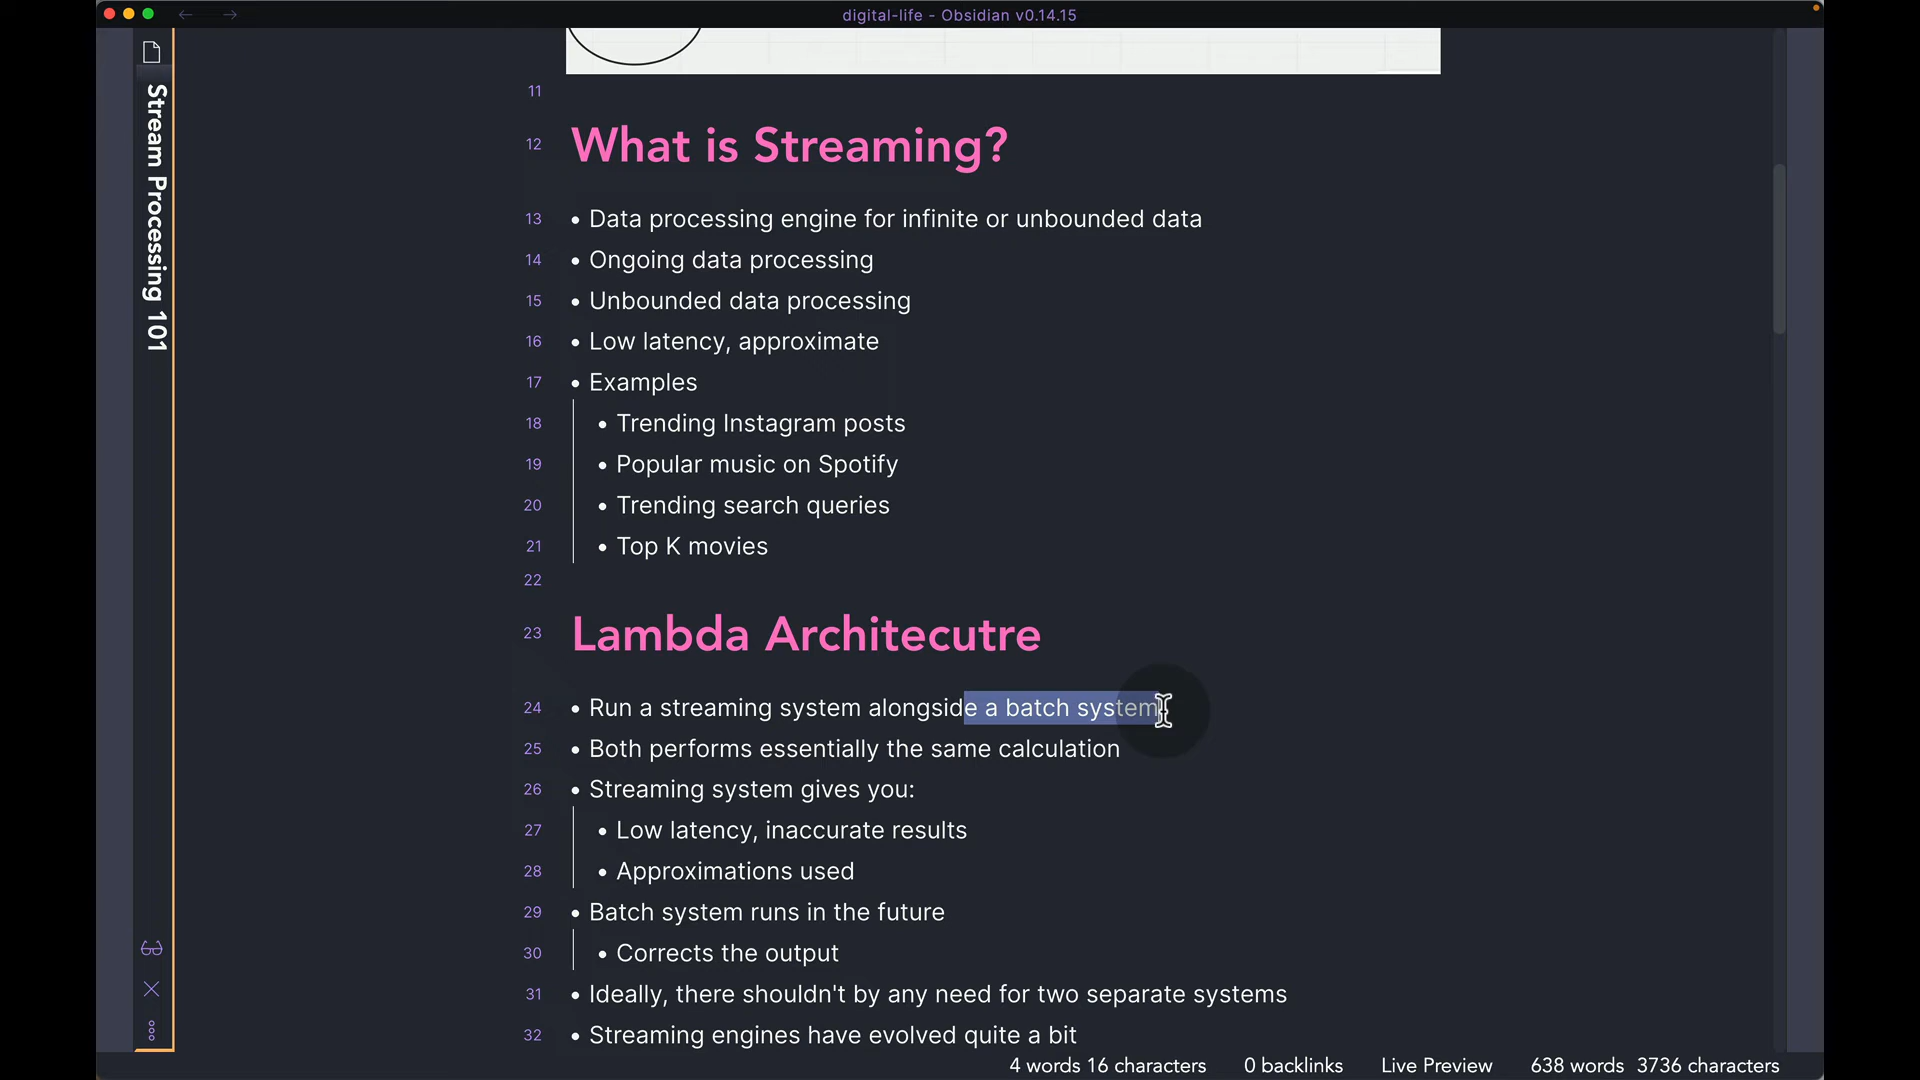 digital-life - Obsidian v0.14.15
Stream Processing 101
11
12 What is Streaming?
13 • Data processing engine for infinite or unbounded data
14 • Ongoing data processing
15 • Unbounded data processing
16 • Low latency, approximate
17 • Examples
18 • Trending Instagram posts
19 • Popular music on Spotify
20 • Trending search queries
21 • Top K movies
22
23 Lambda Architecutre
24 • Run a streaming system alongside a batch system
25 • Both performs essentially the same calculation
26 • Streaming system gives you:
27 • Low latency, inaccurate results
28 • Approximations used
29 • Batch system runs in the future
30 • Corrects the output
31 • Ideally, there shouldn't by any need for two separate systems
32 • Streaming engines have evolved quite a bit
4 words 16 characters 0 backlinks Live Preview 638 words 3736 characters